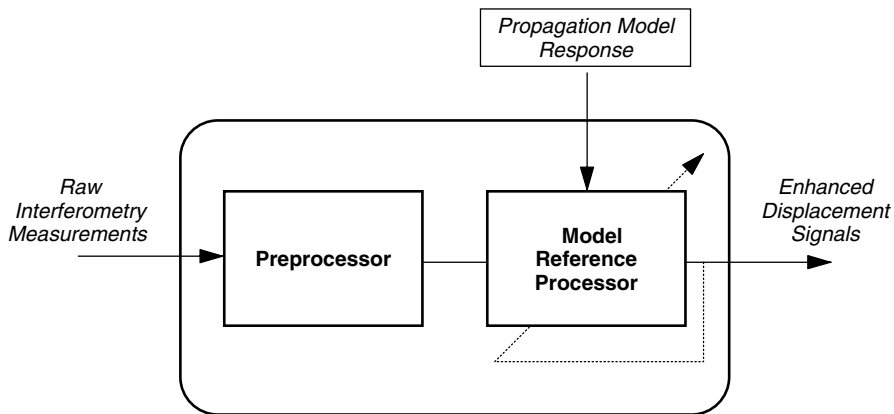 Propagation Model
Response
Raw
Interferometry
Measurements
Preprocessor
Model
Reference
Processor
Enhanced
Displacement
Signals